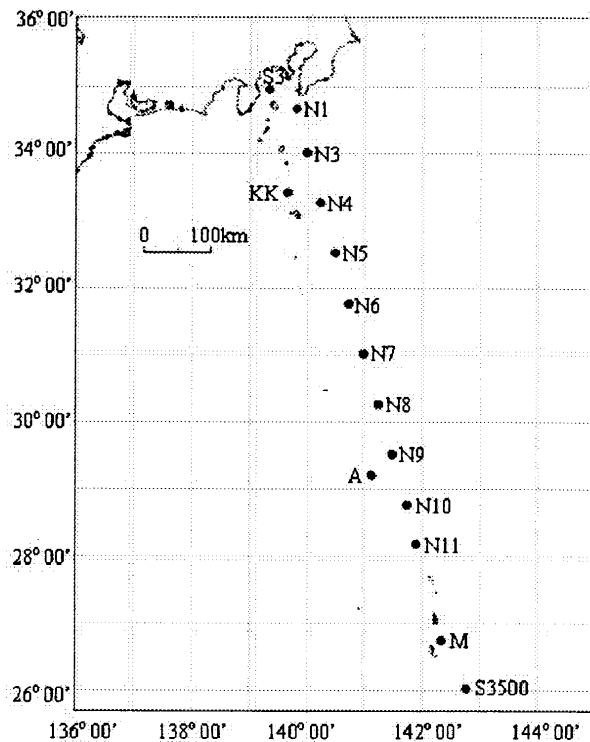 36° 00'
S3
N1
34° 00'
N3
KK
N4
0 100km
N5
32° 00'
N6
N7
N8
30° 00'
N9
A
N10
N11
28° 00'
M
26° 00'
S3500
136° 00' 138° 00' 140° 00' 142° 00' 144° 00'